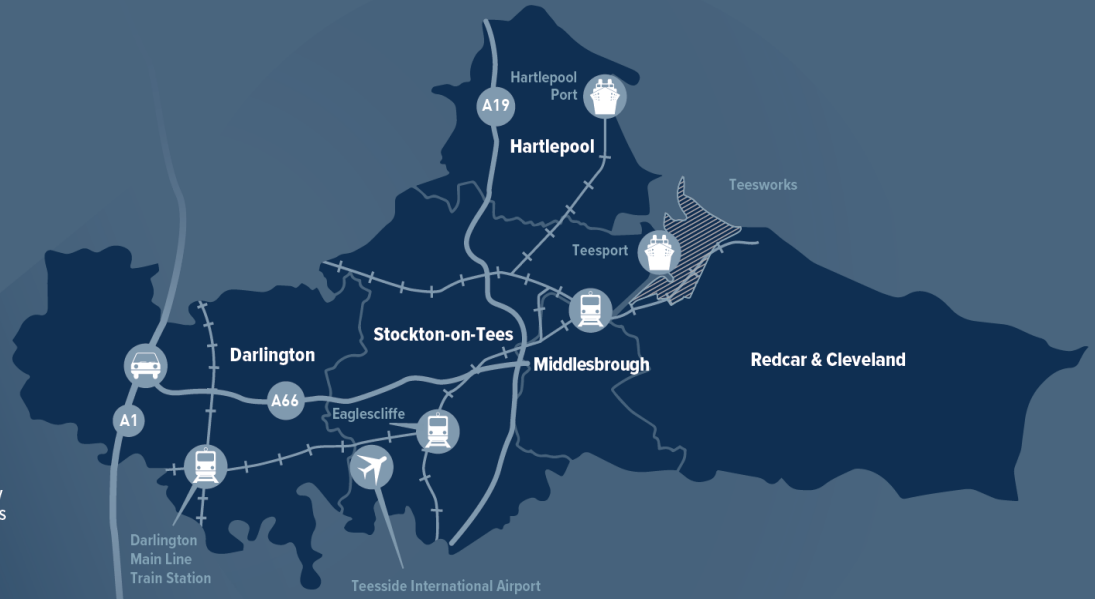 Hartlepool
Port
A19
Hartlepool
Teesworks
Teesport
Stockton-on-Tees
Darlington
Middlesbrough
Redcar & Cleveland
A66
Eaglescliffe
A1
Darlington
Main Line
Train Station
Teesside International Airport